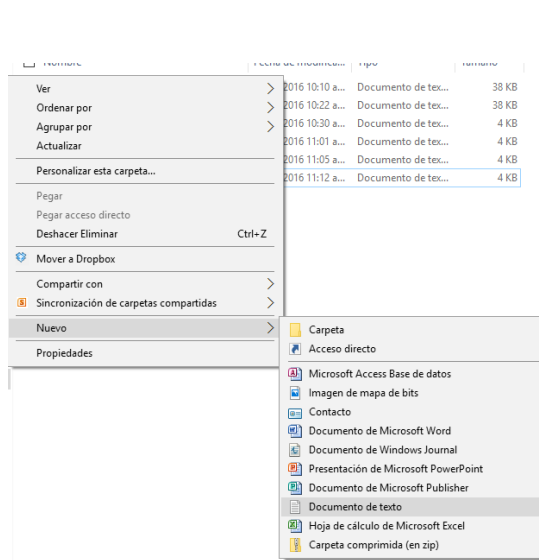 Nombre Fecha de modifica... Tipo Tamaño
2016 10:10 a... Documento de tex... 38 KB
2016 10:22 a... Documento de tex... 38 KB
2016 10:30 a... Documento de tex... 4 KB
2016 11:01 a... Documento de tex... 4 KB
2016 11:05 a... Documento de tex... 4 KB
2016 11:12 a... Documento de tex... 4 KB
Ver
Ordenar por
Agrupar por
Actualizar
Personalizar esta carpeta...
Pegar
Pegar acceso directo
Deshacer Eliminar Ctrl+Z
Mover a Dropbox
Compartir con
Sincronización de carpetas compartidas
Nuevo
Propiedades
Carpeta
Acceso directo
Microsoft Access Base de datos
Imagen de mapa de bits
Contacto
Documento de Microsoft Word
Documento de Windows Journal
Presentación de Microsoft PowerPoint
Documento de Microsoft Publisher
Documento de texto
Hoja de cálculo de Microsoft Excel
Carpeta comprimida (en zip)